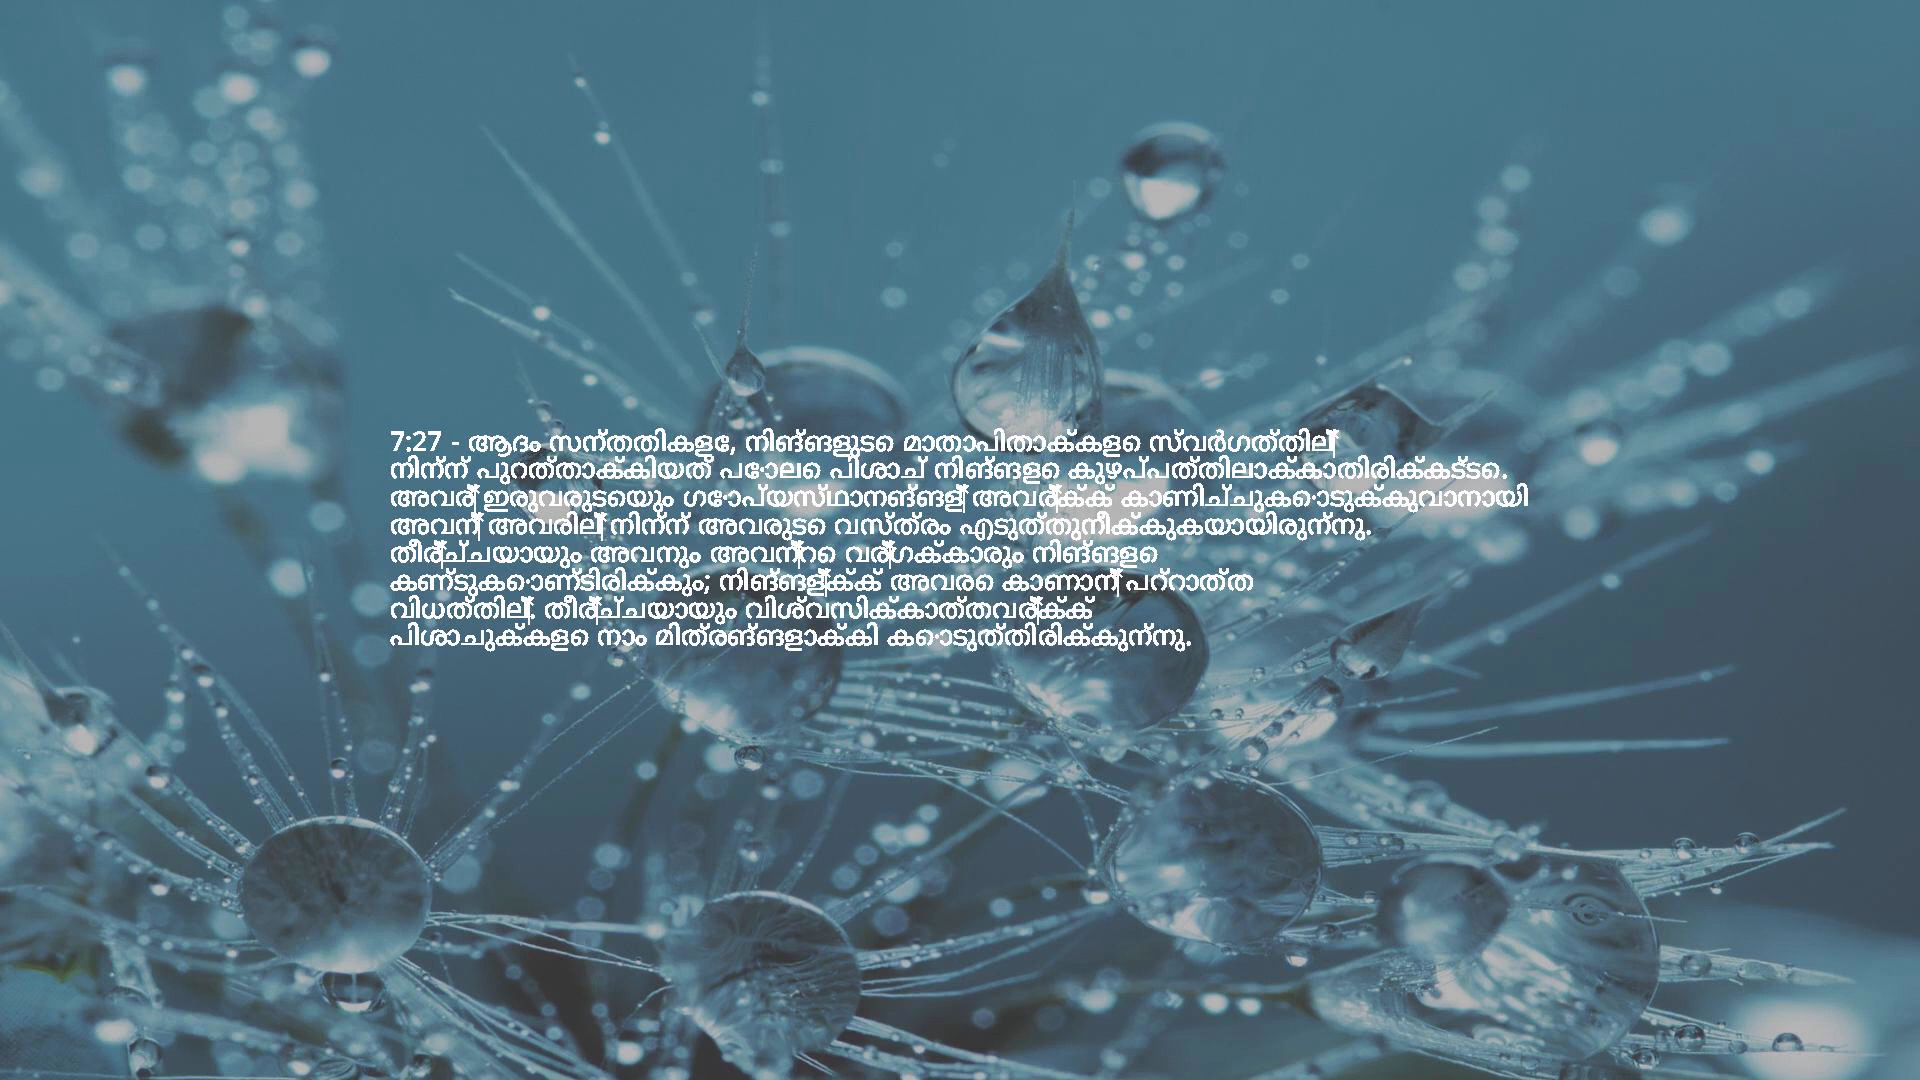 7:27 - ആദം സന്തതികളേ, നിങ്ങളുടെ മാതാപിതാക്കളെ സ്വർഗത്തില്‍
നിന്ന് പുറത്താക്കിയത് പോലെ പിശാച് നിങ്ങളെ കുഴപ്പത്തിലാക്കാതിരിക്കട്ടെ.
അവര്‍ ഇരുവരുടെയും ഗോപ്യസ്ഥാനങ്ങള്‍ അവര്‍ക്ക് കാണിച്ചുകൊടുക്കുവാനായി
അവന്‍ അവരില്‍ നിന്ന് അവരുടെ വസ്ത്രം എടുത്തുനീക്കുകയായിരുന്നു.
തീര്‍ച്ചയായും അവനും അവന്‍റെ വര്‍ഗക്കാരും നിങ്ങളെ
കണ്ടുകൊണ്ടിരിക്കും; നിങ്ങള്‍ക്ക് അവരെ കാണാന്‍ പറ്റാത്ത
വിധത്തില്‍. തീര്‍ച്ചയായും വിശ്വസിക്കാത്തവര്‍ക്ക്
പിശാചുക്കളെ നാം മിത്രങ്ങളാക്കി കൊടുത്തിരിക്കുന്നു.